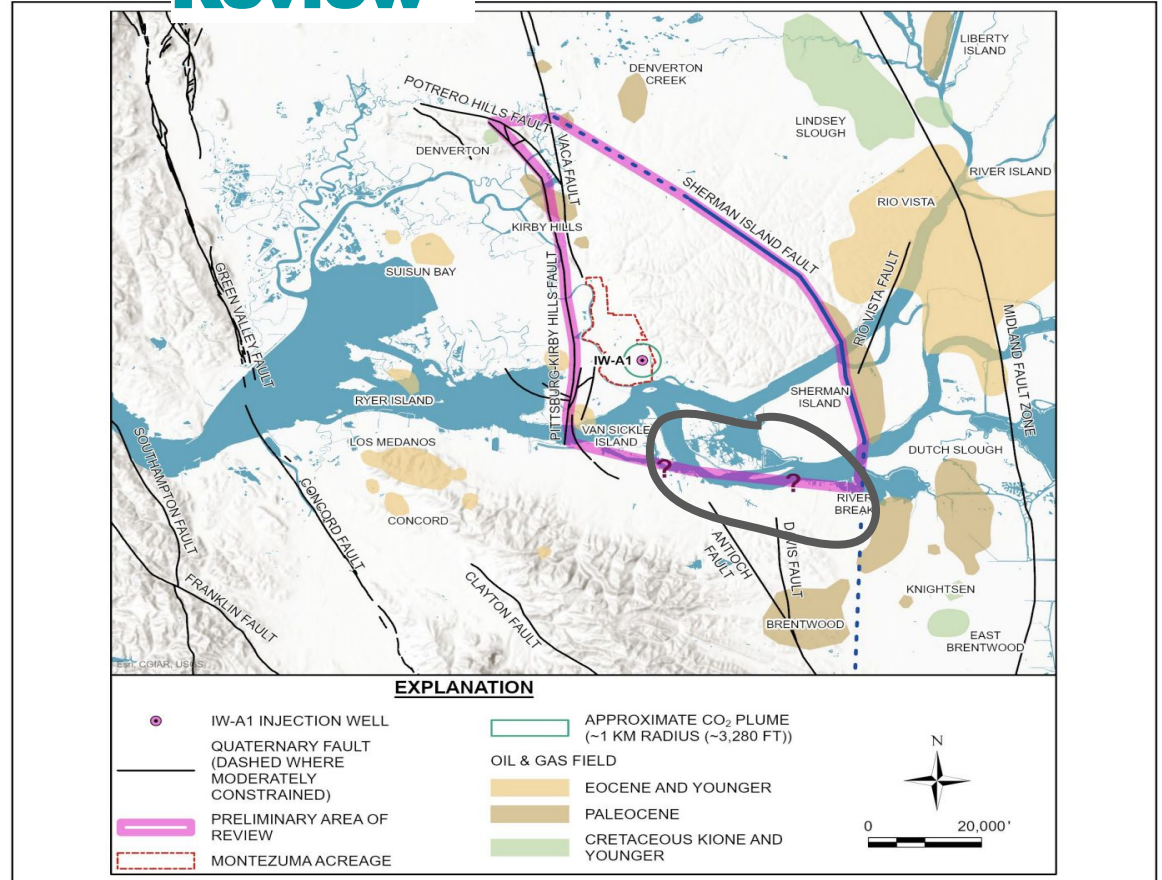 Review
LIBERTY
ISLAND
DENVERTON
CREEK
POTRERO HILLS FAULT
LINDSEY
SLOUGH
VACA FAULT
DENVERTON
RIVER ISLAND
SHERMAN ISLAND FAULT
RIO VISTA
KIRBY HILLS
SUISUN BAY
GREEN VALLEY FAULT
PITTSBURG-KIRBY HILLS FAULT
RIO VISTA FAULT
MIDLAND FAULT ZONE
IW-A1
RYER ISLAND
SHERMAN
ISLAND
VAN SICKLE
ISLAND
LOS MEDANOS
SOUTHAMPTON FAULT
DUTCH SLOUGH
?
?
RIVER
BREAK
CONCORD FAULT
CONCORD
ANTIOCH
FAULT
DAVIS FAULT
FRANKLIN FAULT
CLAYTON FAULT
KNIGHTSEN
BRENTWOOD
EAST
BRENTWOOD
Esri, CGIAR, USGS
EXPLANATION
IW-A1 INJECTION WELL
QUATERNARY FAULT
(DASHED WHERE
MODERATELY
CONSTRAINED)
PRELIMINARY AREA OF
REVIEW
MONTEZUMA ACREAGE
APPROXIMATE CO₂ PLUME
(~1 KM RADIUS (~3,280 FT))
OIL & GAS FIELD
EOCENE AND YOUNGER
PALEOCENE
CRETACEOUS KIONE AND
YOUNGER
N
0 20,000'